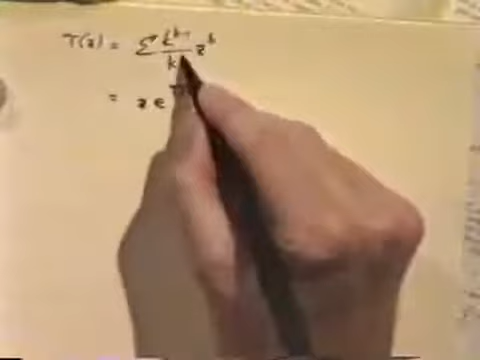 T(z) = Σ k^{k-1}/k z^k
= z e^T